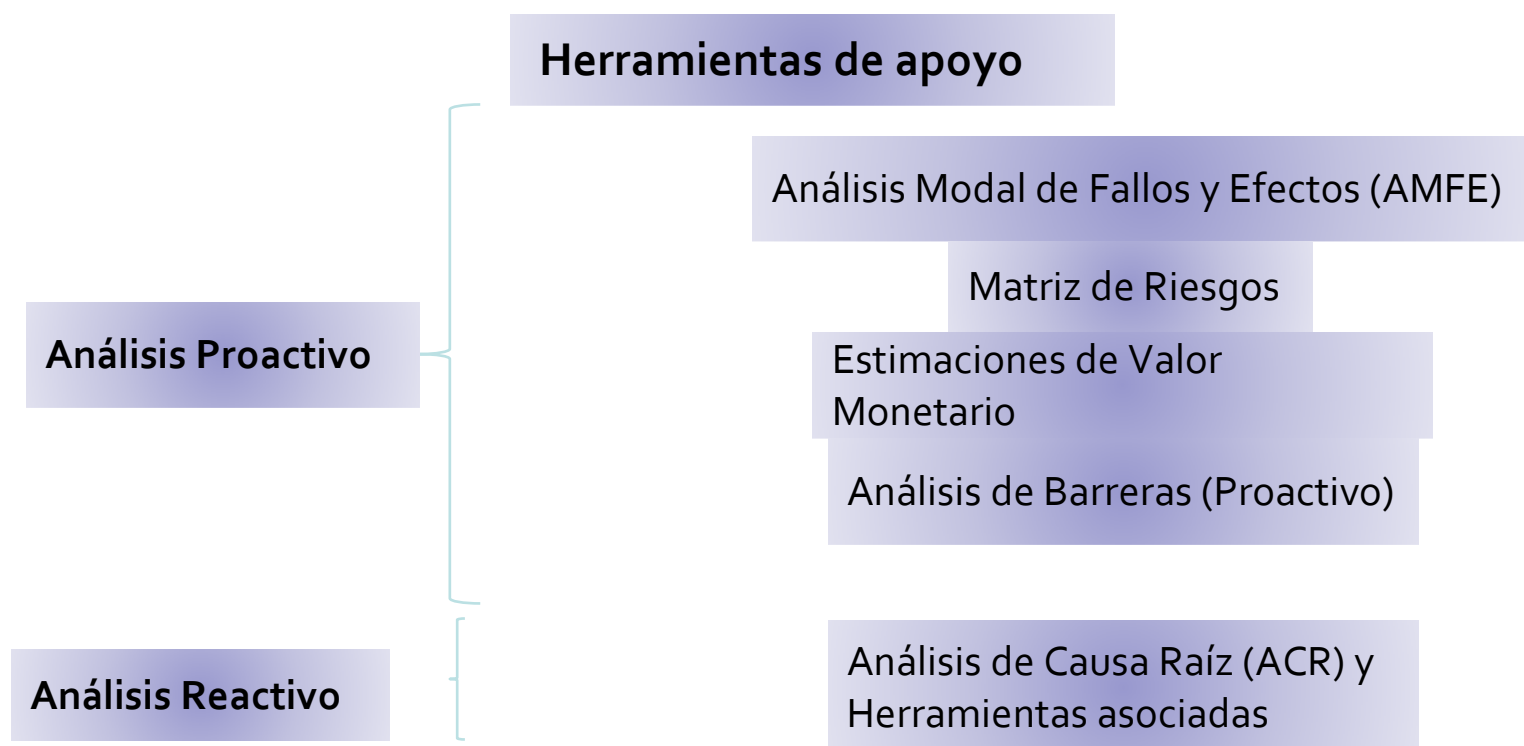 Herramientas de apoyo
Análisis Proactivo
Análisis Modal de Fallos y Efectos (AMFE)
Matriz de Riesgos
Estimaciones de Valor
Monetario
Análisis de Barreras (Proactivo)
Análisis Reactivo
Análisis de Causa Raíz (ACR) y
Herramientas asociadas